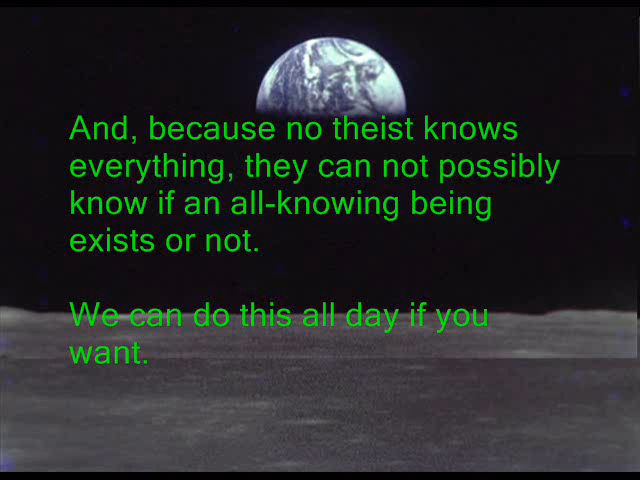 And, because no theist knows
everything, they can not possibly
know if an all-knowing being
exists or not.
We can do this all day if you
want.